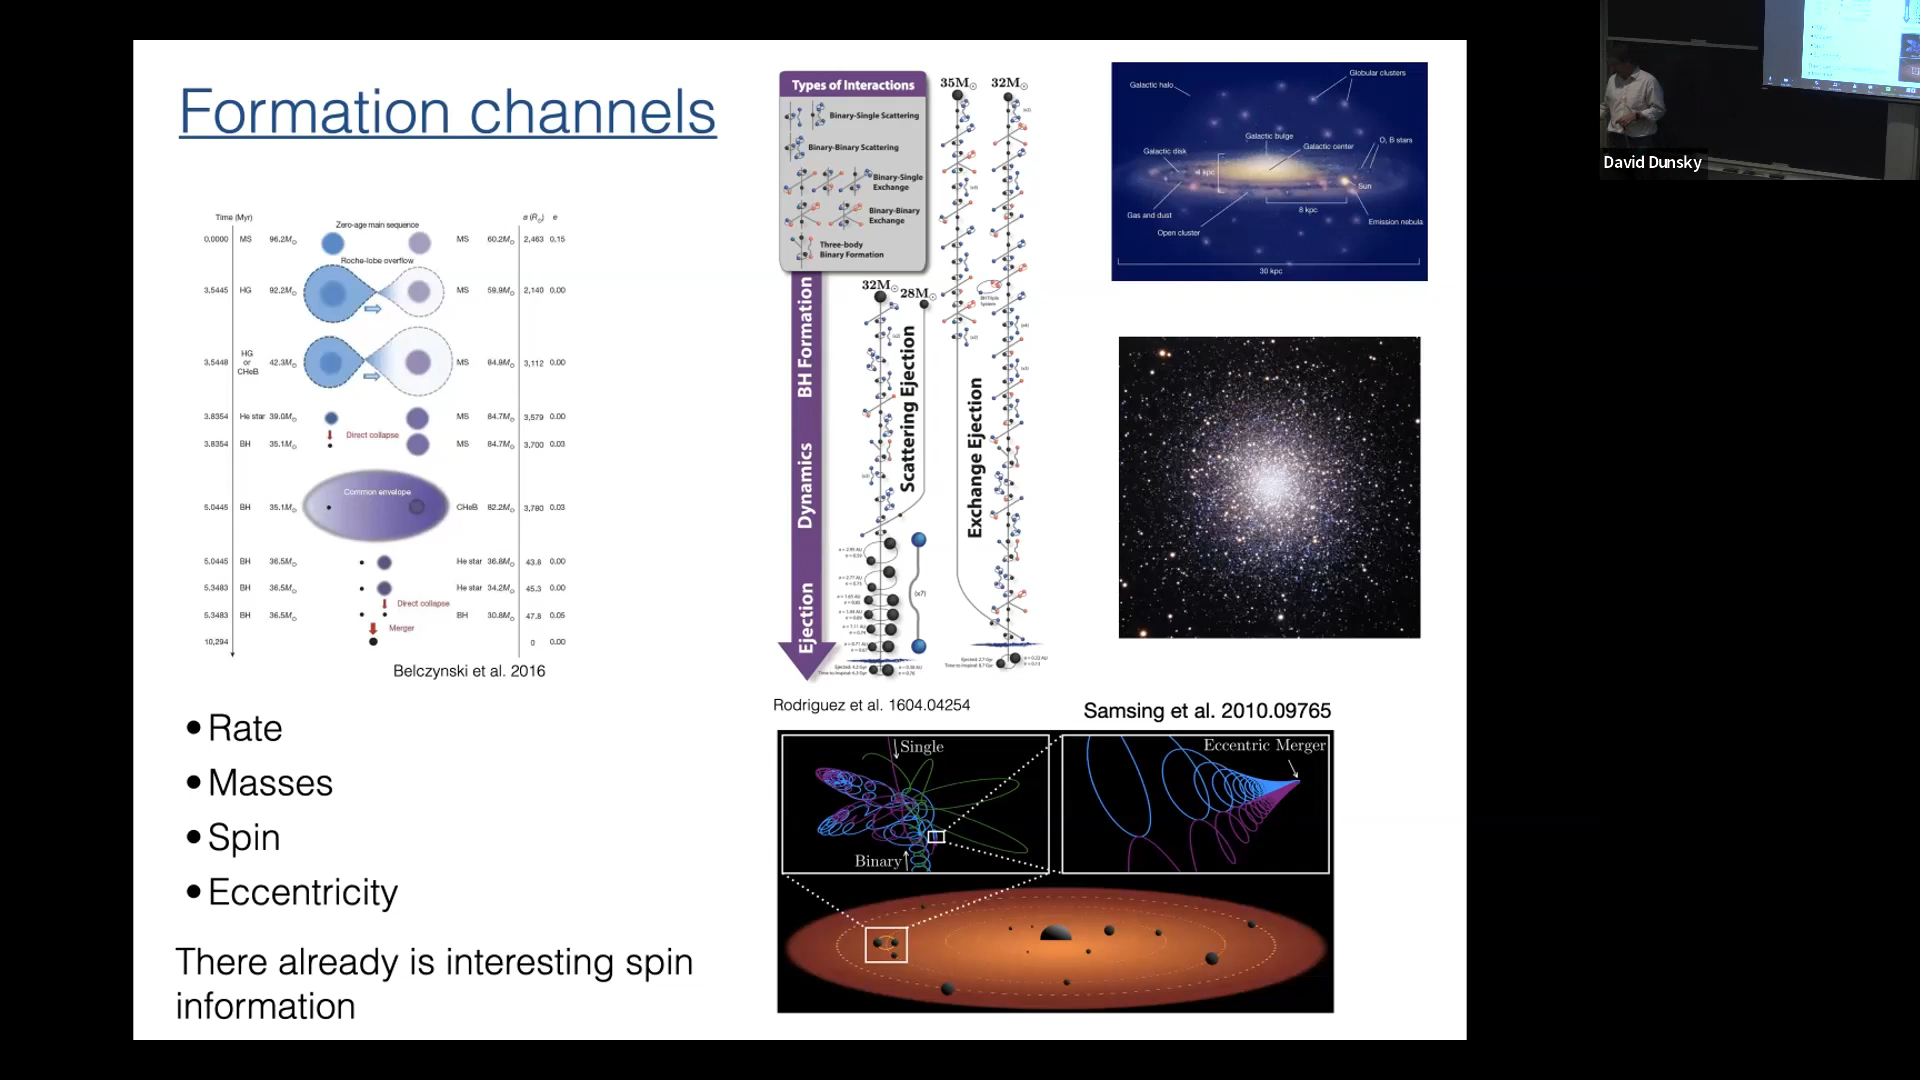 Formation channels
Time (Myr)
a (R☉) e
Zero-age main sequence
0.0000 MS 96.2M☉ MS 60.2M☉ 2,463 0.15
Roche-lobe overflow
3.5445 HG 92.2M☉ MS 59.9M☉ 2,140 0.00
3.5448 HG or CHeB 42.3M☉ MS 84.9M☉ 3,112 0.00
3.8354 He star 39.0M☉ MS 84.7M☉ 3,579 0.00
Direct collapse
3.8354 BH 35.1M☉ MS 84.7M☉ 3,700 0.03
Common envelope
5.0445 BH 35.1M☉ CHeB 82.2M☉ 3,780 0.03
5.0445 BH 36.5M☉ He star 36.8M☉ 43.8 0.00
5.3483 BH 36.5M☉ He star 34.2M☉ 45.3 0.00
Direct collapse
5.3483 BH 36.5M☉ BH 30.8M☉ 47.8 0.05
Merger
10,294 0 0.00
Belczynski et al. 2016
• Rate
• Masses
• Spin
• Eccentricity
There already is interesting spin
information
Types of Interactions
Binary-Single Scattering
Binary-Binary Scattering
Binary-Single
Exchange
Binary-Binary
Exchange
Three-body
Binary Formation
35M☉ 32M☉
32M☉ 28M☉
BH Formation
Dynamics
Ejection
Scattering Ejection
Exchange Ejection
(x7)
Rodriguez et al. 1604.04254
Galactic halo
Globular clusters
Galactic bulge
Galactic center
O, B stars
Galactic disk
4 kpc
Sun
8 kpc
Gas and dust
Emission nebula
Open cluster
30 kpc
Samsing et al. 2010.09765
Single
Binary
Eccentric Merger
David Dunsky